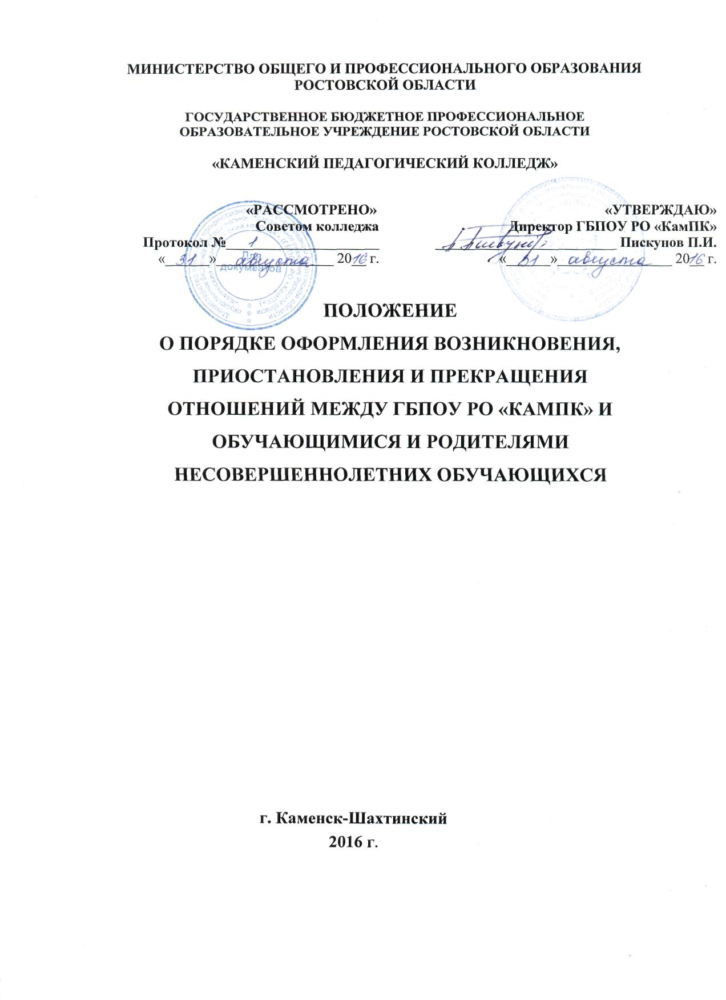 МИНИСТЕРСТВО ОБЩЕГО И ПРОФЕССИОНАЛЬНОГО ОБРАЗОВАНИЯ
РОСТОВСКОЙ ОБЛАСТИ
ГОСУДАРСТВЕННОЕ БЮДЖЕТНОЕ ПРОФЕССИОНАЛЬНОЕ
ОБРАЗОВАТЕЛЬНОЕ УЧРЕЖДЕНИЕ РОСТОВСКОЙ ОБЛАСТИ
«КАМЕНСКИЙ ПЕДАГОГИЧЕСКИЙ КОЛЛЕДЖ»
«РАССМОТРЕНО»
Советом колледжа
Протокол № 1
«31» августа 2016 г.
Для
документов
«УТВЕРЖДАЮ»
Директор ГБПОУ РО «КамПК»
Пискунов П.И.
«31» августа 2016 г.
ПОЛОЖЕНИЕ
О ПОРЯДКЕ ОФОРМЛЕНИЯ ВОЗНИКНОВЕНИЯ,
ПРИОСТАНОВЛЕНИЯ И ПРЕКРАЩЕНИЯ
ОТНОШЕНИЙ МЕЖДУ ГБПОУ РО «КАМПК» И
ОБУЧАЮЩИМИСЯ И РОДИТЕЛЯМИ
НЕСОВЕРШЕННОЛЕТНИХ ОБУЧАЮЩИХСЯ
г. Каменск-Шахтинский
2016 г.